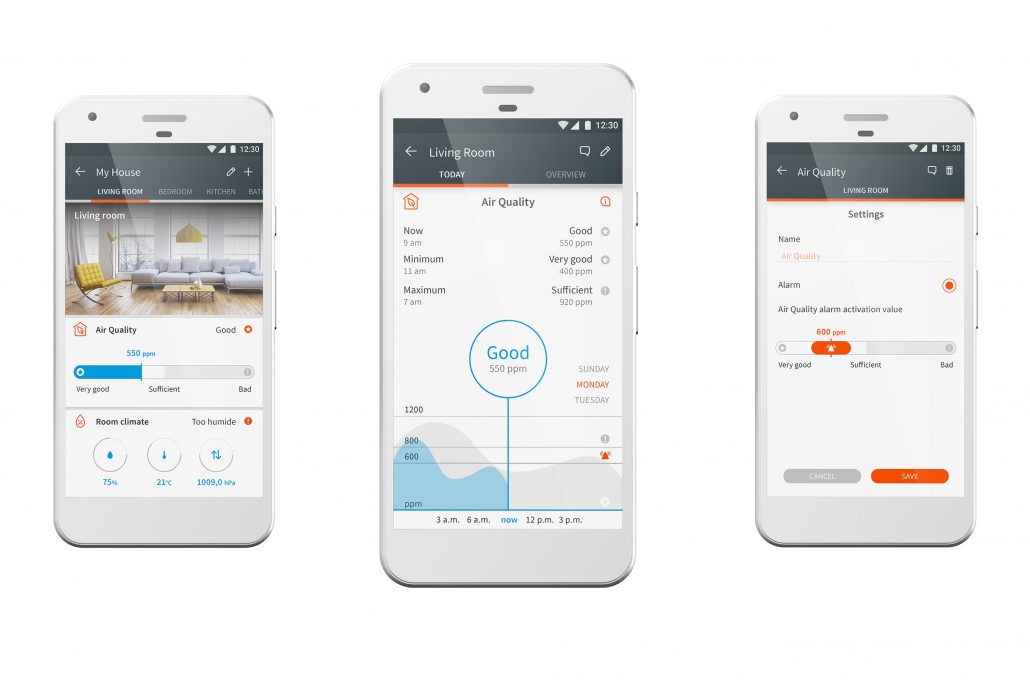 12:30
My House
LIVING ROOM BEDROOM KITCHEN BAT
Living room
Air Quality Good
550 ppm
Very good Sufficient Bad
Room climate Too humide
75% 21°C 1009,0 hPa
12:30
Living Room
TODAY OVERVIEW
Air Quality
Now Good
9 am 550 ppm
Minimum Very good
11 am 400 ppm
Maximum Sufficient
7 am 920 ppm
Good
550 ppm
SUNDAY
MONDAY
TUESDAY
1200
800
600
ppm
3 a.m. 6 a.m. now 12 p.m. 3 p.m.
12:30
Air Quality
LIVING ROOM
Settings
Name
Air Quality
Alarm
Air Quality alarm activation value
600 ppm
Very good Sufficient Bad
CANCEL SAVE